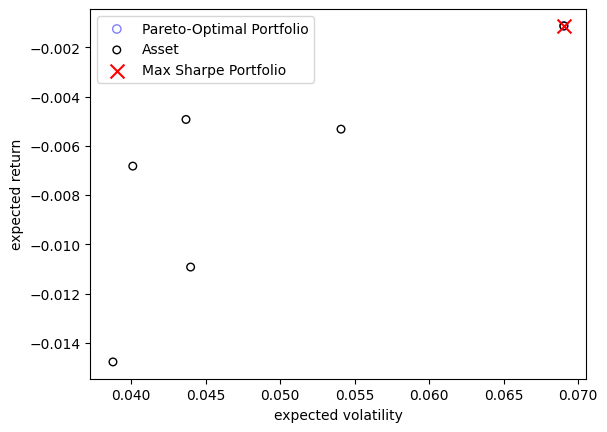 Pareto-Optimal Portfolio
Asset
Max Sharpe Portfolio
expected return
−0.002
−0.004
−0.006
−0.008
−0.010
−0.012
−0.014
0.040 0.045 0.050 0.055 0.060 0.065 0.070
expected volatility